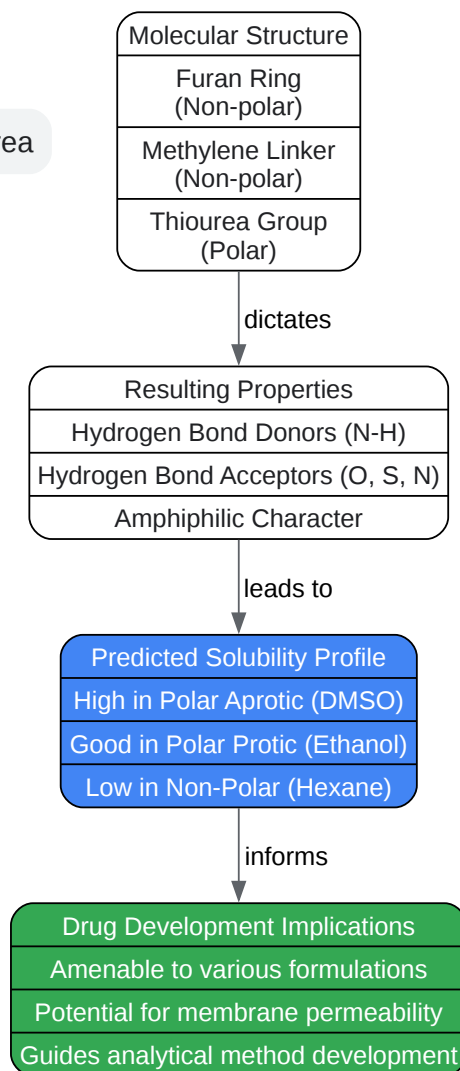 Molecular Structure
Furan Ring
(Non-polar)
Methylene Linker
(Non-polar)
Thiourea Group
(Polar)
dictates
Resulting Properties
Hydrogen Bond Donors (N-H)
Hydrogen Bond Acceptors (O, S, N)
Amphiphilic Character
leads to
Predicted Solubility Profile
High in Polar Aprotic (DMSO)
Good in Polar Protic (Ethanol)
Low in Non-Polar (Hexane)
informs
Drug Development Implications
Amenable to various formulations
Potential for membrane permeability
Guides analytical method development